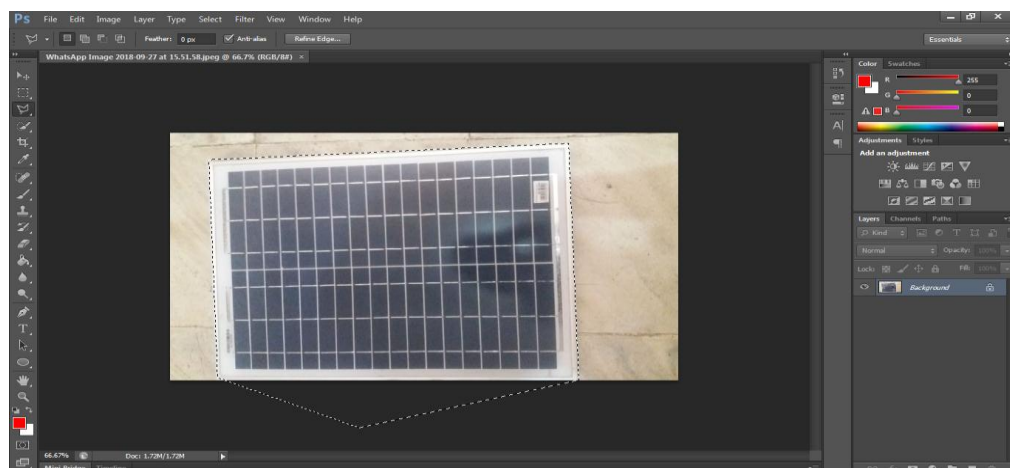 Ps File Edit Image Layer Type Select Filter View Window Help
Feather: 0 px Anti-alias Refine Edge... Essentials
WhatsApp Image 2018-09-27 at 15.51.58.jpeg @ 66.7% (RGB/8#) ×
Color Swatches
R 255
G 0
B 0
Adjustments Styles
Add an adjustment
Layers Channels Paths
Kind
Normal Opacity: 100%
Lock: Fill: 100%
Background
66.67% Doc: 1.72M/1.72M
Mini Bridge Timeline